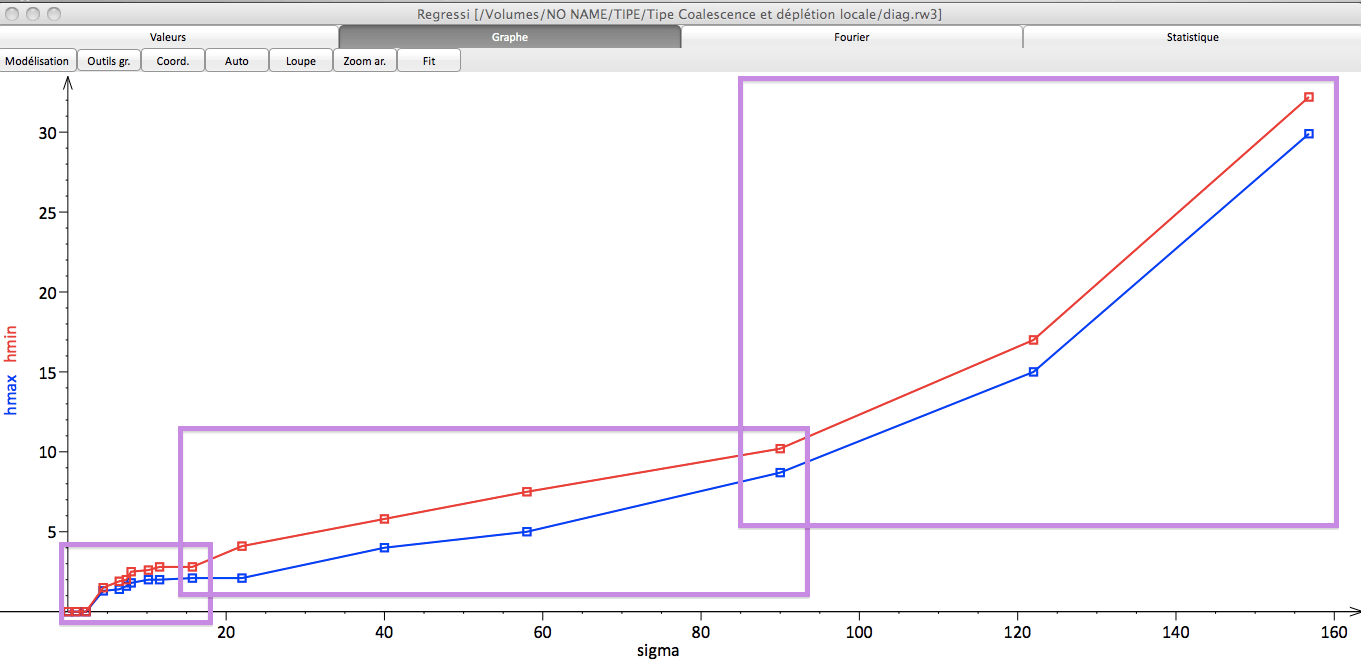 Regressi [/Volumes/NO NAME/TIPE/Tipe Coalescence et déplétion locale/diag.rw3]
Valeurs Graphe Fourier Statistique
Modélisation Outils gr. Coord. Auto Loupe Zoom ar. Fit
30
25
20
15
10
5
hmax hmin
20 40 60 80 100 120 140 160
sigma